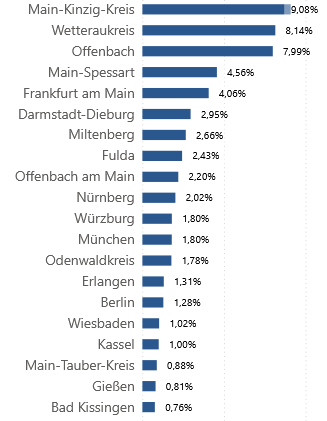 Main-Kinzig-Kreis 9,08%
Wetteraukreis 8,14%
Offenbach 7,99%
Main-Spessart 4,56%
Frankfurt am Main 4,06%
Darmstadt-Dieburg 2,95%
Miltenberg 2,66%
Fulda 2,43%
Offenbach am Main 2,20%
Nürnberg 2,02%
Würzburg 1,80%
München 1,80%
Odenwaldkreis 1,78%
Erlangen 1,31%
Berlin 1,28%
Wiesbaden 1,02%
Kassel 1,00%
Main-Tauber-Kreis 0,88%
Gießen 0,81%
Bad Kissingen 0,76%